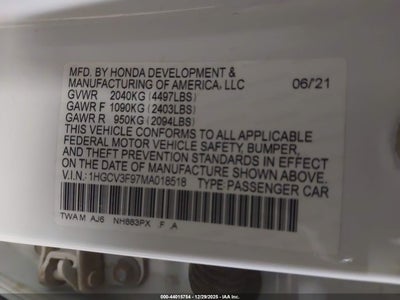 MFD. BY HONDA DEVELOPMENT &
MANUFACTURING OF AMERICA, LLC 06/21
GVWR 2040KG (4497LBS)
GAWR F 1090KG (2403LBS)
GAWR R 950KG (2094LBS)
THIS VEHICLE CONFORMS TO ALL APPLICABLE
FEDERAL MOTOR VEHICLE SAFETY, BUMPER,
AND THEFT PREVENTION STANDARDS IN EFFECT
ON THE DATE OF MANUFACTURE SHOWN ABOVE.
V.I.N.: 1HGCV3F97MA018518 TYPE PASSENGER CAR
TWA M AJ6 NH883PX F A
000-44015754 - 12/29/2025 - IAA Inc.